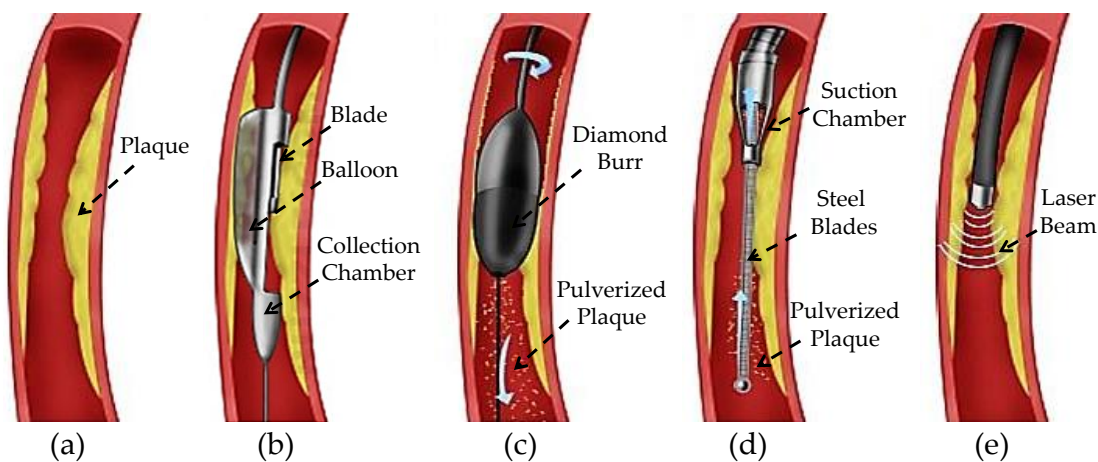 Plaque
Blade
Balloon
Collection
Chamber
Diamond
Burr
Pulverized
Plaque
Suction
Chamber
Steel
Blades
Pulverized
Plaque
Laser
Beam
(a)
(b)
(c)
(d)
(e)